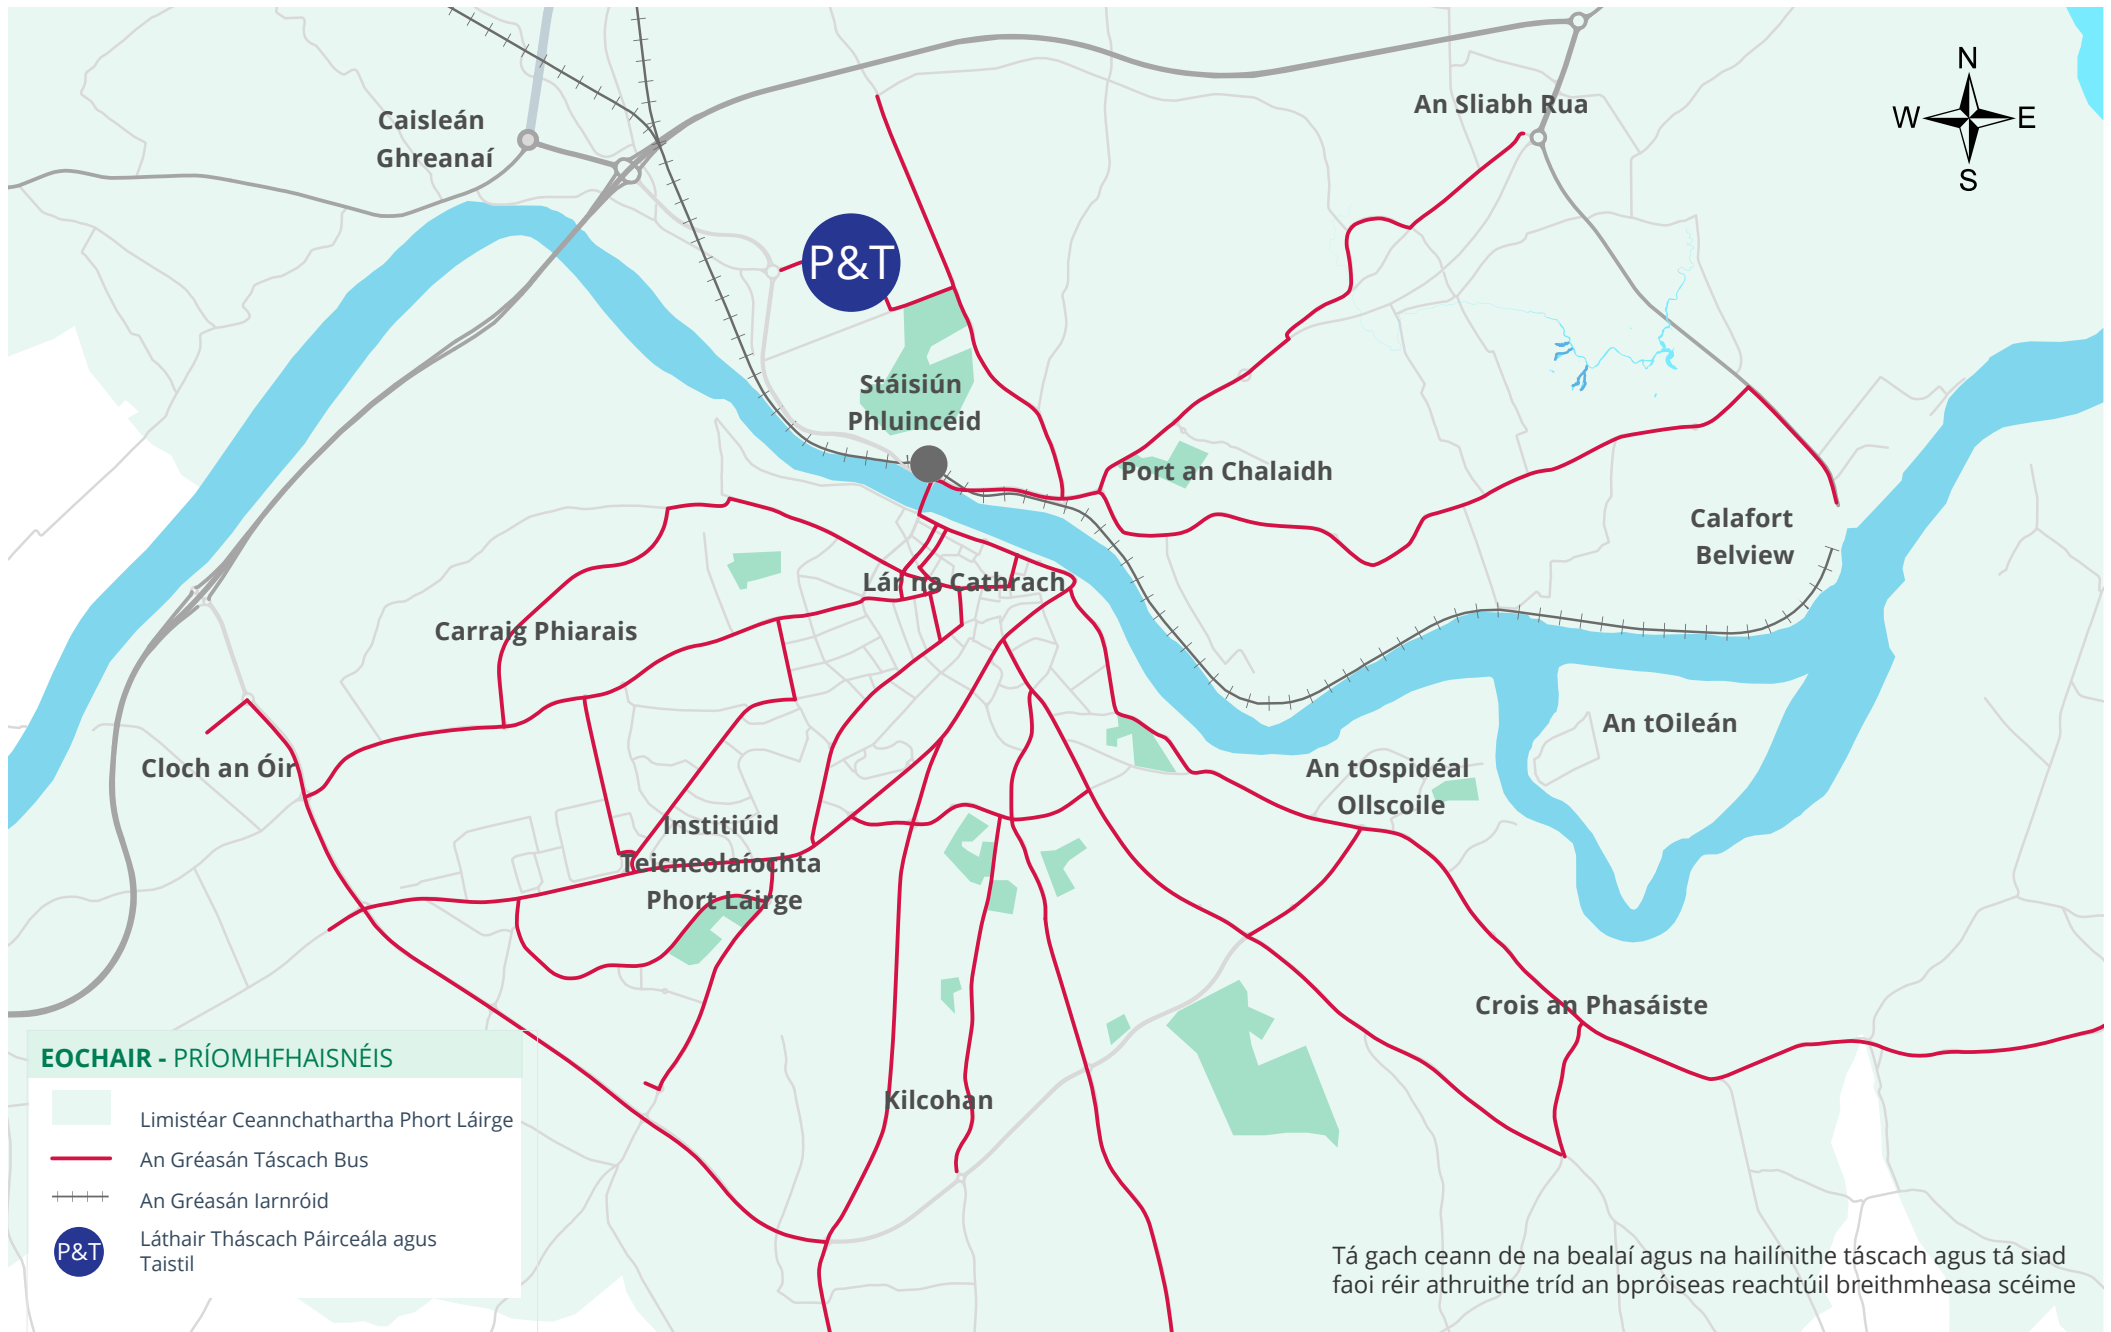 N
An Sliabh Rua
W
E
Caisleán
Ghreanaí
S
P&T
Stáisiún
Phluincéid
Port an Chalaidh
Calafort
Belview
Lár na Cathrach
Carraig Phiarais
An tOileán
Cloch an Óir
An tOspidéal
Ollscoile
Institiúid
Teicneolaíochta
Phort Láirge
Crois an Phasáiste
Kilcohan
EOCHAIR - PRÍOMHFHAISNÉIS
Limistéar Ceannchathartha Phort Láirge
An Gréasán Táscach Bus
An Gréasán Iarnróid
P&T
Láthair Tháscach Páirceála agus
Taistil
Tá gach ceann de na bealaí agus na hailínithe táscach agus tá siad
faoi réir athruithe tríd an bpróiseas reachtúil breithmheasa scéime